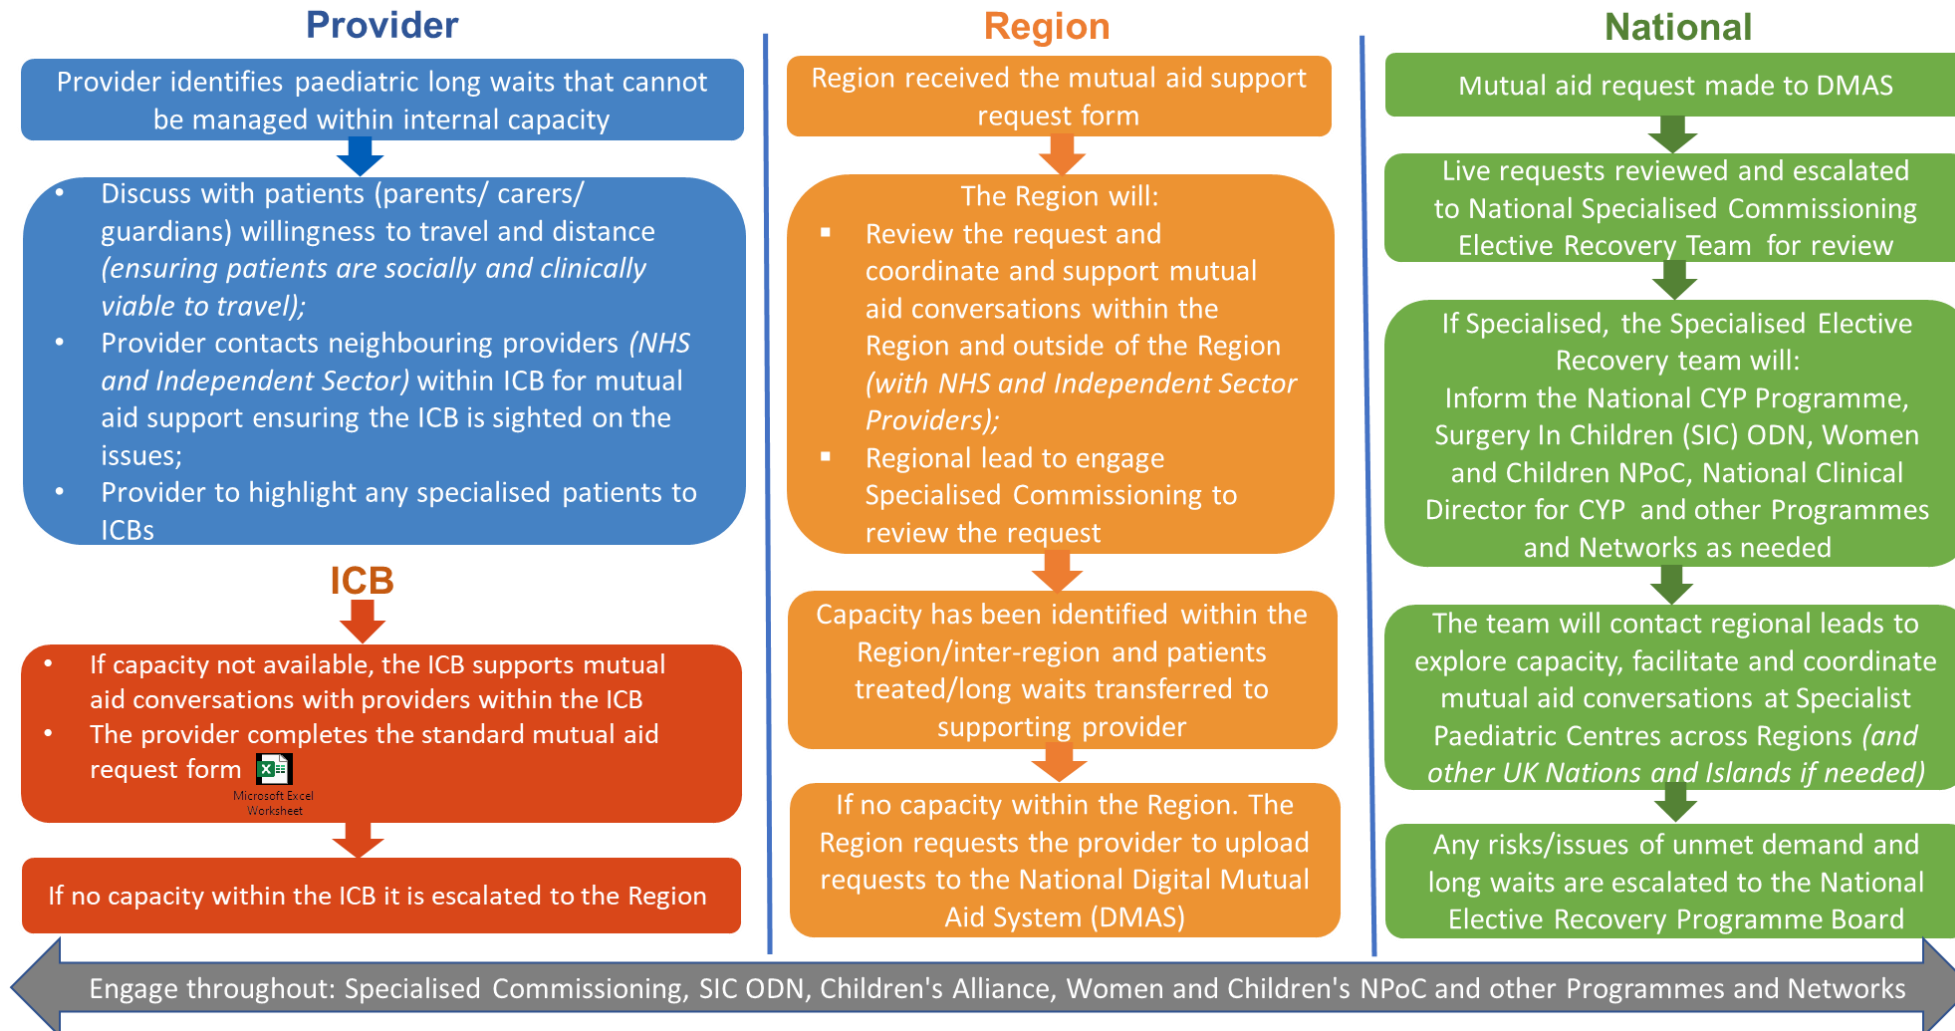 Provider
Provider identifies paediatric long waits that cannot
be managed within internal capacity
• Discuss with patients (parents/ carers/
guardians) willingness to travel and distance
(ensuring patients are socially and clinically
viable to travel);
• Provider contacts neighbouring providers (NHS
and Independent Sector) within ICB for mutual
aid support ensuring the ICB is sighted on the
issues;
• Provider to highlight any specialised patients to
ICBs
ICB
• If capacity not available, the ICB supports mutual
aid conversations with providers within the ICB
• The provider completes the standard mutual aid
request form
Microsoft Excel
Worksheet
If no capacity within the ICB it is escalated to the Region
Region
Region received the mutual aid support
request form
The Region will:
▪ Review the request and
coordinate and support mutual
aid conversations within the
Region and outside of the Region
(with NHS and Independent Sector
Providers);
▪ Regional lead to engage
Specialised Commissioning to
review the request
Capacity has been identified within the
Region/inter-region and patients
treated/long waits transferred to
supporting provider
If no capacity within the Region. The
Region requests the provider to upload
requests to the National Digital Mutual
Aid System (DMAS)
National
Mutual aid request made to DMAS
Live requests reviewed and escalated
to National Specialised Commissioning
Elective Recovery Team for review
If Specialised, the Specialised Elective
Recovery team will:
Inform the National CYP Programme,
Surgery In Children (SIC) ODN, Women
and Children NPoC, National Clinical
Director for CYP and other Programmes
and Networks as needed
The team will contact regional leads to
explore capacity, facilitate and coordinate
mutual aid conversations at Specialist
Paediatric Centres across Regions (and
other UK Nations and Islands if needed)
Any risks/issues of unmet demand and
long waits are escalated to the National
Elective Recovery Programme Board
Engage throughout: Specialised Commissioning, SIC ODN, Children's Alliance, Women and Children's NPoC and other Programmes and Networks